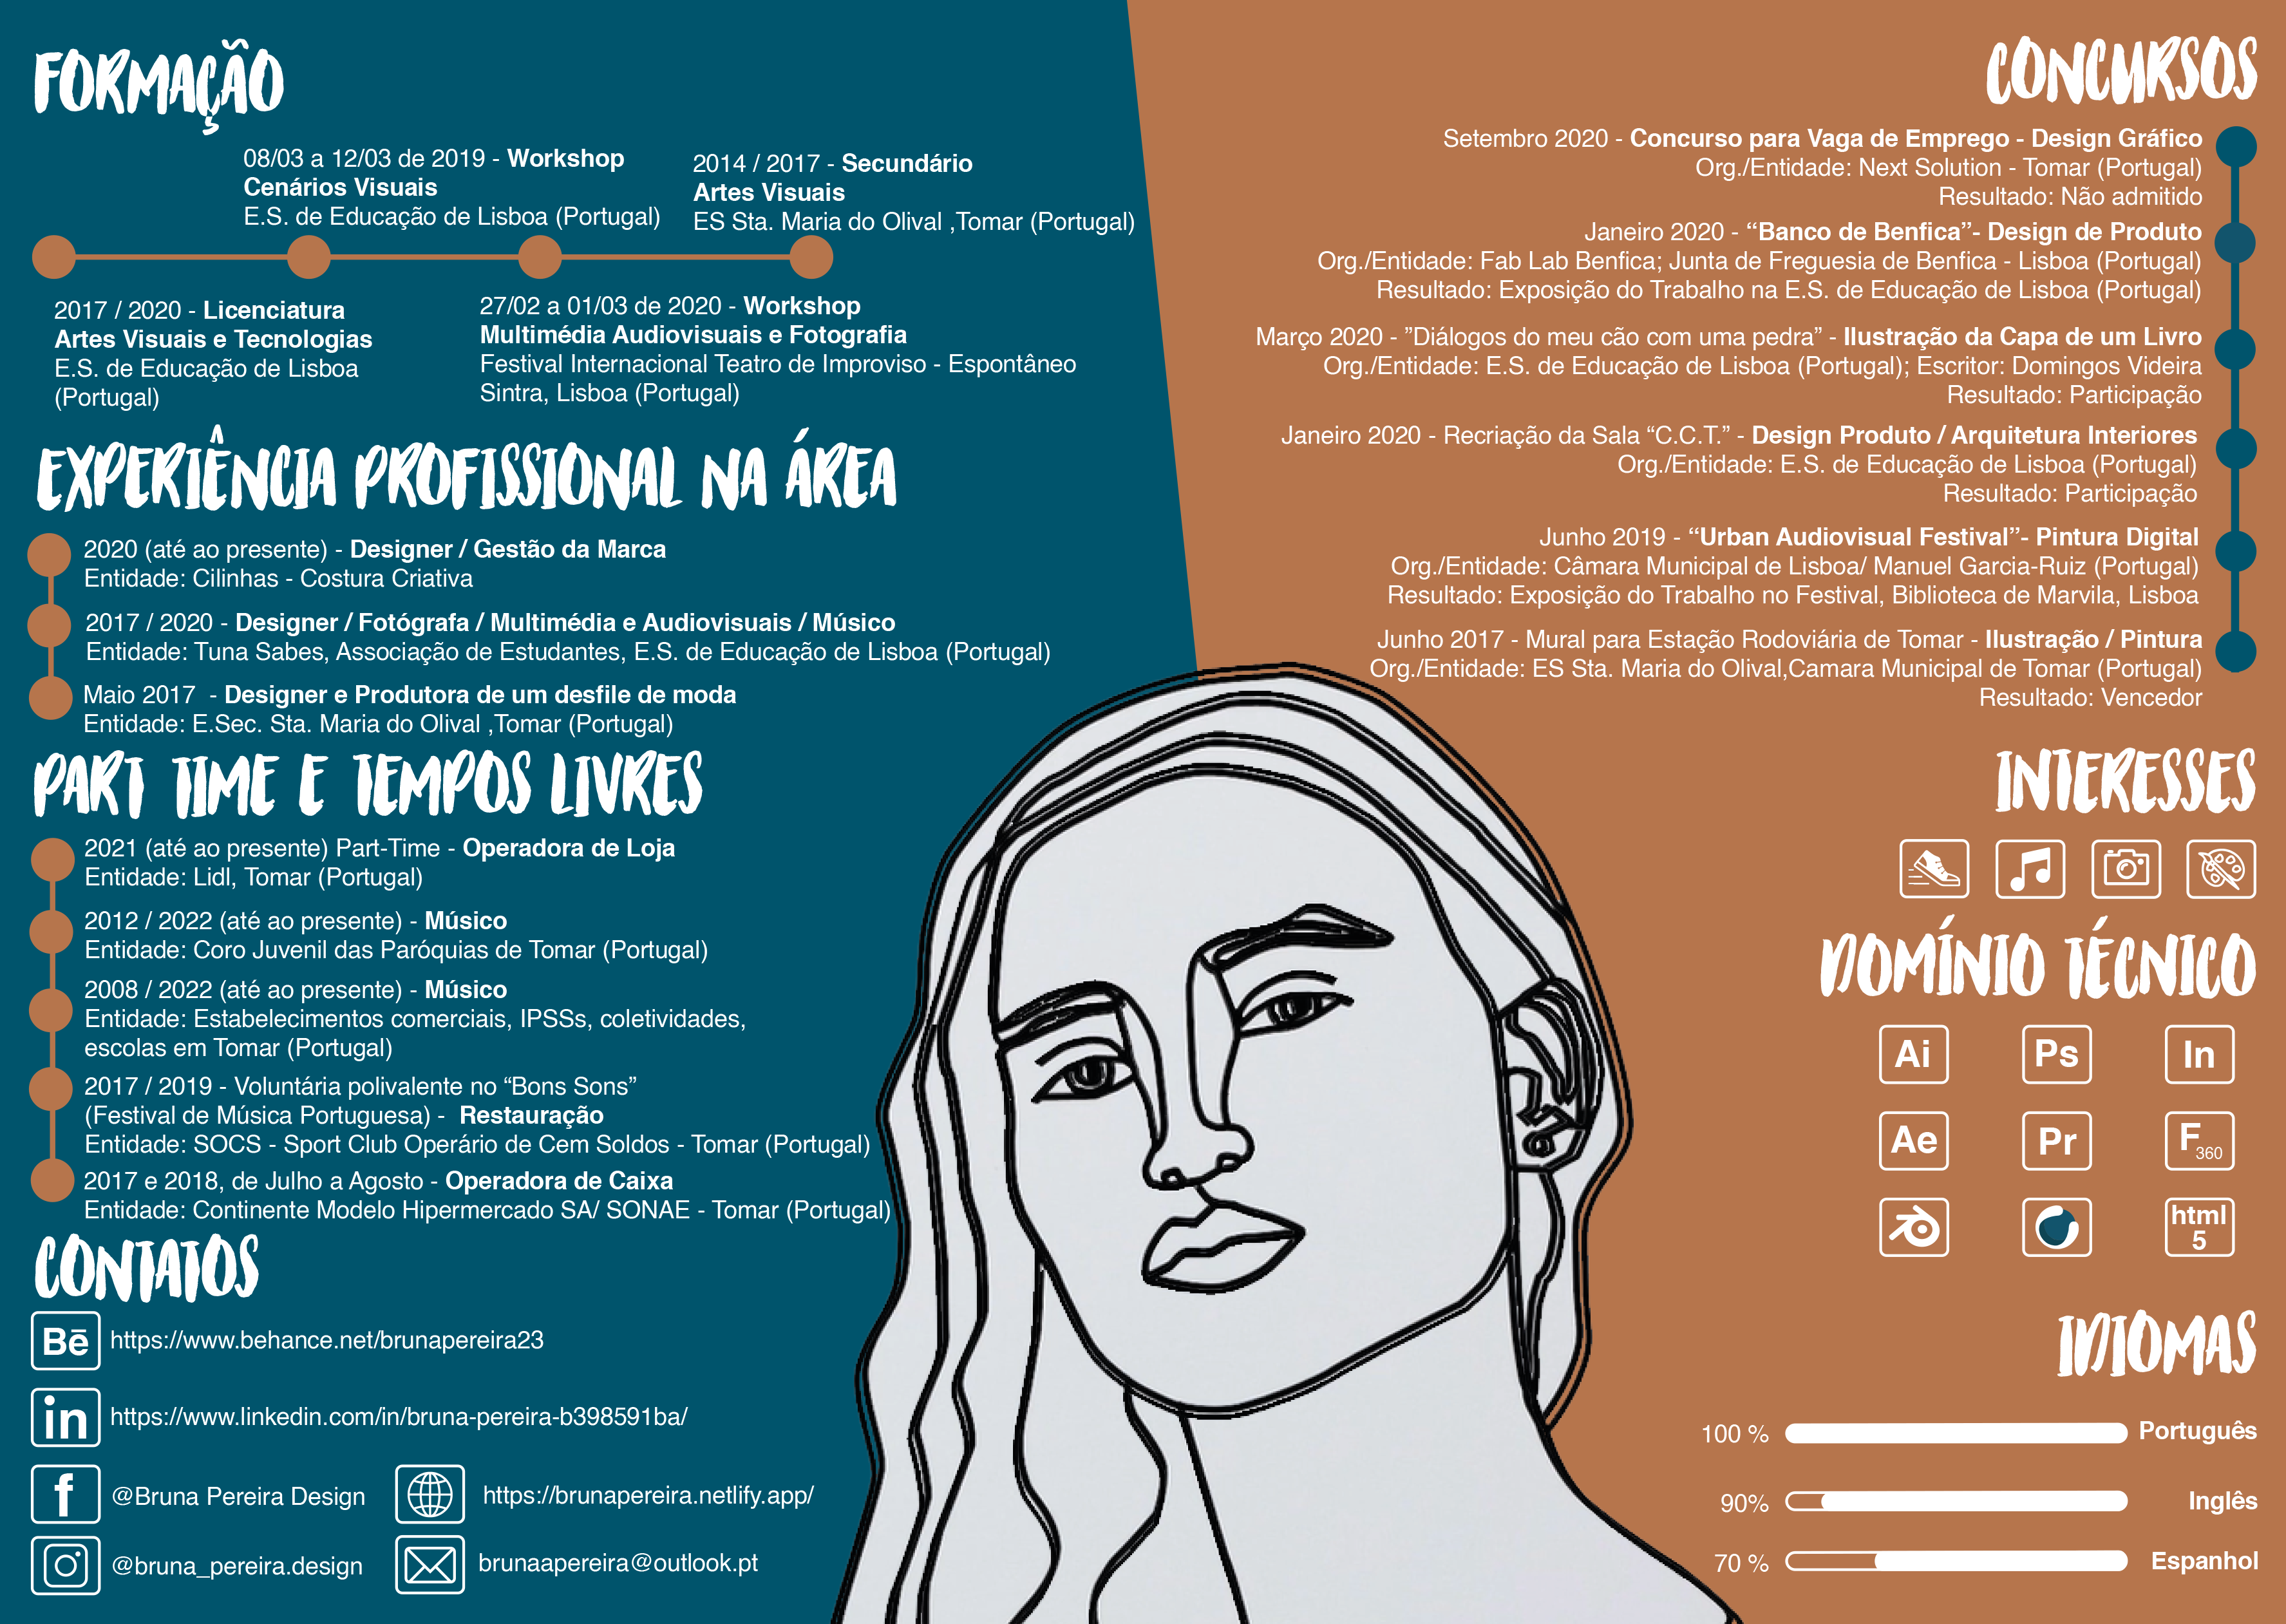 FORMAÇÃO
08/03 a 12/03 de 2019 - Workshop
Cenários Visuais
E.S. de Educação de Lisboa (Portugal)
2014 / 2017 - Secundário
Artes Visuais
ES Sta. Maria do Olival ,Tomar (Portugal)
2017 / 2020 - Licenciatura
Artes Visuais e Tecnologias
E.S. de Educação de Lisboa
(Portugal)
27/02 a 01/03 de 2020 - Workshop
Multimédia Audiovisuais e Fotografia
Festival Internacional Teatro de Improviso - Espontâneo
Sintra, Lisboa (Portugal)
EXPERIÊNCIA PROFISSIONAL NA ÁREA
2020 (até ao presente) - Designer / Gestão da Marca
Entidade: Cilinhas - Costura Criativa
2017 / 2020 - Designer / Fotógrafa / Multimédia e Audiovisuais / Músico
Entidade: Tuna Sabes, Associação de Estudantes, E.S. de Educação de Lisboa (Portugal)
Maio 2017 - Designer e Produtora de um desfile de moda
Entidade: E.Sec. Sta. Maria do Olival ,Tomar (Portugal)
PART TIME E TEMPOS LIVRES
2021 (até ao presente) Part-Time - Operadora de Loja
Entidade: Lidl, Tomar (Portugal)
2012 / 2022 (até ao presente) - Músico
Entidade: Coro Juvenil das Paróquias de Tomar (Portugal)
2008 / 2022 (até ao presente) - Músico
Entidade: Estabelecimentos comerciais, IPSSs, coletividades,
escolas em Tomar (Portugal)
2017 / 2019 - Voluntária polivalente no “Bons Sons”
(Festival de Música Portuguesa) - Restauração
Entidade: SOCS - Sport Club Operário de Cem Soldos - Tomar (Portugal)
2017 e 2018, de Julho a Agosto - Operadora de Caixa
Entidade: Continente Modelo Hipermercado SA/ SONAE - Tomar (Portugal)
CONTATOS
Bē https://www.behance.net/brunapereira23
in https://www.linkedin.com/in/bruna-pereira-b398591ba/
f @Bruna Pereira Design
https://brunapereira.netlify.app/
@bruna_pereira.design
brunaapereira@outlook.pt
CONCURSOS
Setembro 2020 - Concurso para Vaga de Emprego - Design Gráfico
Org./Entidade: Next Solution - Tomar (Portugal)
Resultado: Não admitido
Janeiro 2020 - “Banco de Benfica”- Design de Produto
Org./Entidade: Fab Lab Benfica; Junta de Freguesia de Benfica - Lisboa (Portugal)
Resultado: Exposição do Trabalho na E.S. de Educação de Lisboa (Portugal)
Março 2020 - ”Diálogos do meu cão com uma pedra” - Ilustração da Capa de um Livro
Org./Entidade: E.S. de Educação de Lisboa (Portugal); Escritor: Domingos Videira
Resultado: Participação
Janeiro 2020 - Recriação da Sala “C.C.T.” - Design Produto / Arquitetura Interiores
Org./Entidade: E.S. de Educação de Lisboa (Portugal)
Resultado: Participação
Junho 2019 - “Urban Audiovisual Festival”- Pintura Digital
Org./Entidade: Câmara Municipal de Lisboa/ Manuel Garcia-Ruiz (Portugal)
Resultado: Exposição do Trabalho no Festival, Biblioteca de Marvila, Lisboa
Junho 2017 - Mural para Estação Rodoviária de Tomar - Ilustração / Pintura
Org./Entidade: ES Sta. Maria do Olival,Camara Municipal de Tomar (Portugal)
Resultado: Vencedor
INTERESSES
DOMÍNIO TÉCNICO
Ai Ps In
Ae Pr F360
html
5
IDIOMAS
100 % Português
90% Inglês
70 % Espanhol